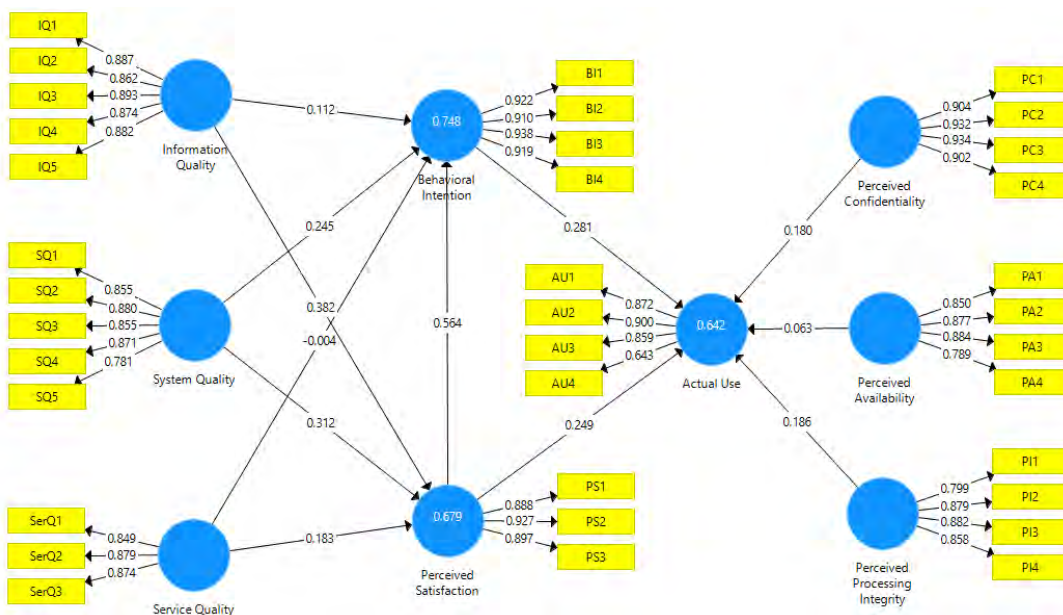 IQ1
IQ2
IQ3
IQ4
IQ5
0.887
0.862
0.893
0.874
0.882
Information
Quality
0.112
0.748
Behavioral
Intention
0.922
0.910
0.938
0.919
BI1
BI2
BI3
BI4
0.904
0.932
0.934
0.902
PC1
PC2
PC3
PC4
Perceived
Confidentiality
SQ1
SQ2
SQ3
SQ4
SQ5
0.855
0.880
0.855
0.871
0.781
System Quality
0.245
0.382
-0.004
0.312
0.564
0.281
0.180
AU1
AU2
AU3
AU4
0.872
0.900
0.859
0.643
0.642
Actual Use
0.063
0.850
0.877
0.884
0.789
PA1
PA2
PA3
PA4
Perceived
Availability
0.249
0.186
SerQ1
SerQ2
SerQ3
0.849
0.879
0.874
Service Quality
0.183
0.679
Perceived
Satisfaction
0.888
0.927
0.897
PS1
PS2
PS3
0.799
0.879
0.882
0.858
PI1
PI2
PI3
PI4
Perceived
Processing
Integrity